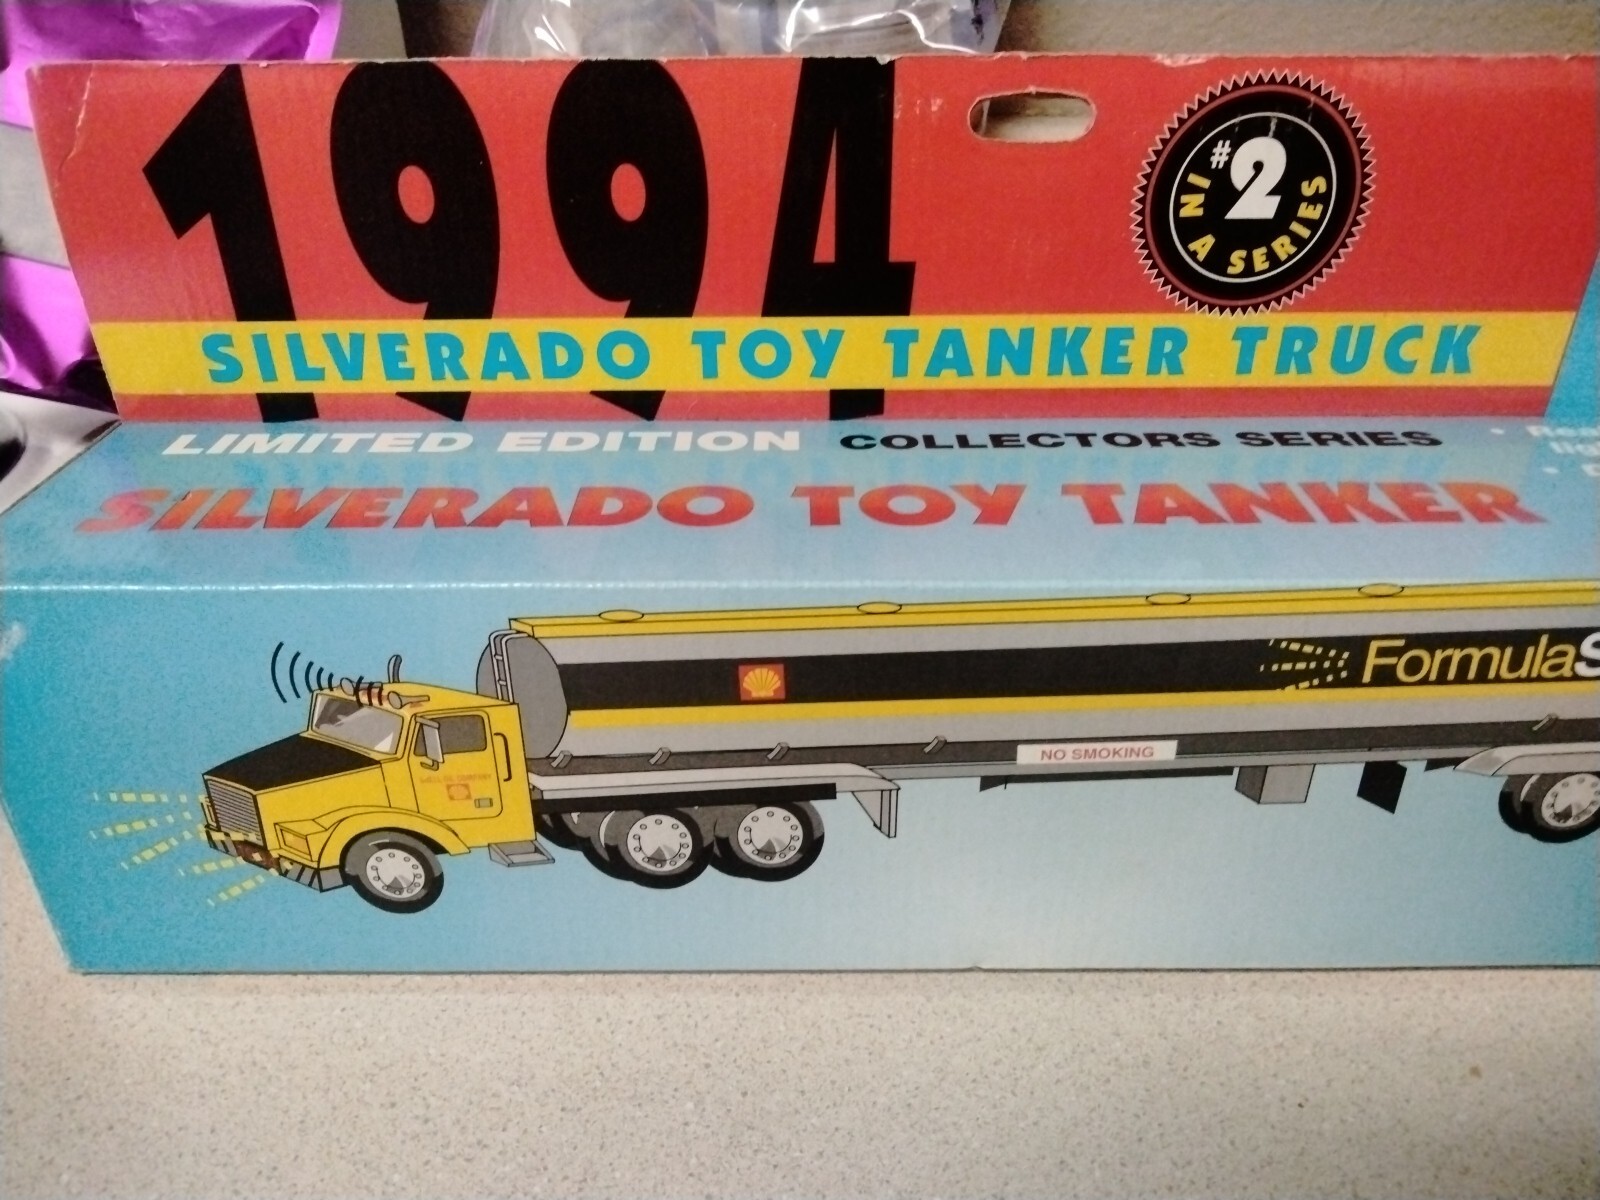 1994
#2
IN A SERIES
SILVERADO TOY TANKER TRUCK
LIMITED EDITION COLLECTORS SERIES
SILVERADO TOY TANKER
FormulaS
NO SMOKING